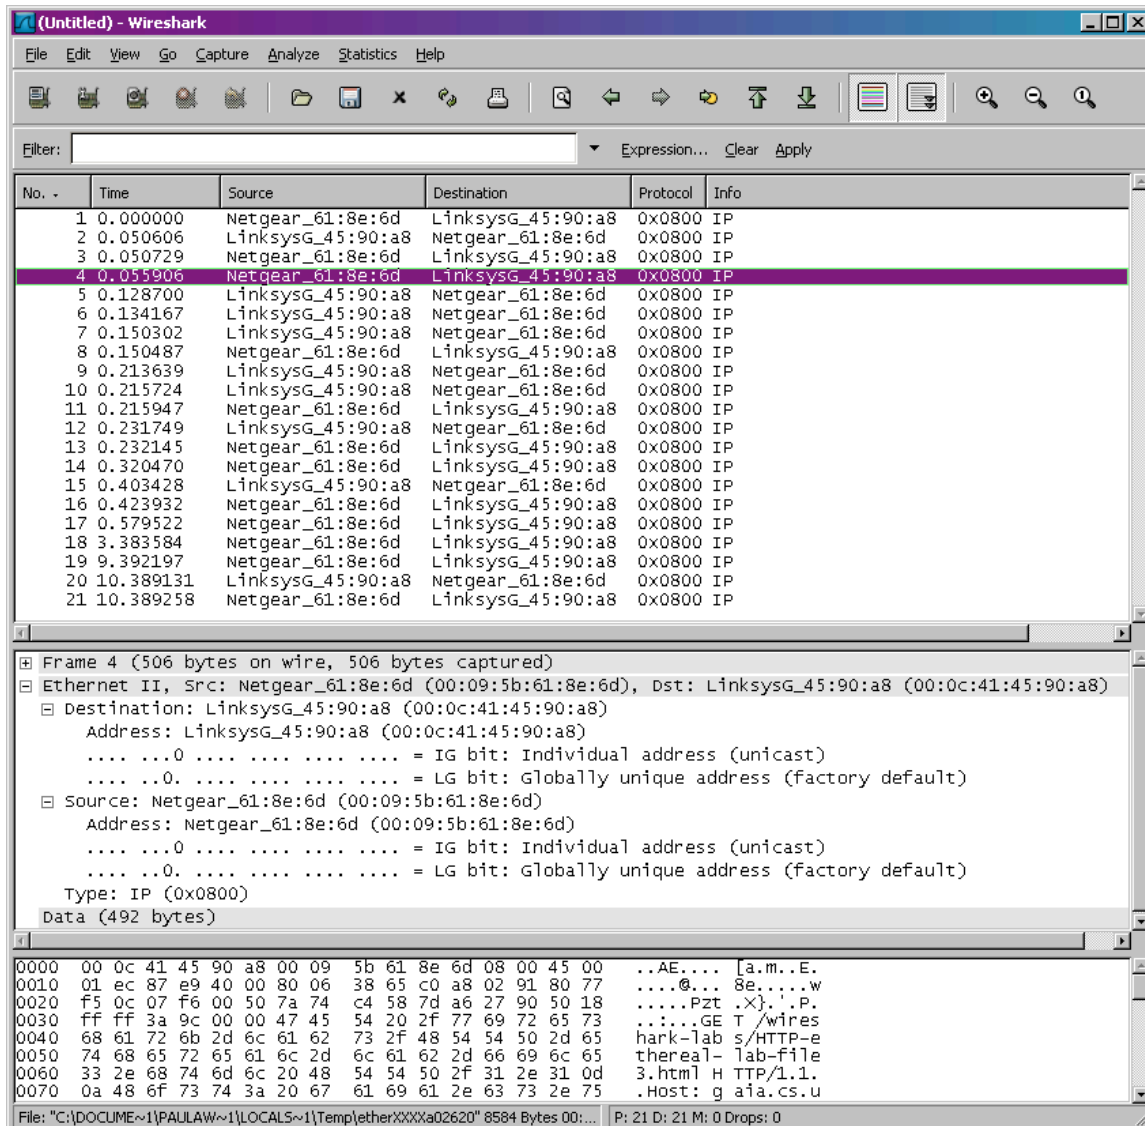 (Untitled) - Wireshark
File Edit View Go Capture Analyze Statistics Help
Filter: Expression... Clear Apply
No. - Time Source Destination Protocol Info
1 0.000000 Netgear_61:8e:6d LinksysG_45:90:a8 0x0800 IP
2 0.050606 LinksysG_45:90:a8 Netgear_61:8e:6d 0x0800 IP
3 0.050729 Netgear_61:8e:6d LinksysG_45:90:a8 0x0800 IP
4 0.055906 Netgear_61:8e:6d LinksysG_45:90:a8 0x0800 IP
5 0.128700 LinksysG_45:90:a8 Netgear_61:8e:6d 0x0800 IP
6 0.134167 LinksysG_45:90:a8 Netgear_61:8e:6d 0x0800 IP
7 0.150302 LinksysG_45:90:a8 Netgear_61:8e:6d 0x0800 IP
8 0.150487 Netgear_61:8e:6d LinksysG_45:90:a8 0x0800 IP
9 0.213639 LinksysG_45:90:a8 Netgear_61:8e:6d 0x0800 IP
10 0.215724 LinksysG_45:90:a8 Netgear_61:8e:6d 0x0800 IP
11 0.215947 Netgear_61:8e:6d LinksysG_45:90:a8 0x0800 IP
12 0.231749 LinksysG_45:90:a8 Netgear_61:8e:6d 0x0800 IP
13 0.232145 Netgear_61:8e:6d LinksysG_45:90:a8 0x0800 IP
14 0.320470 Netgear_61:8e:6d LinksysG_45:90:a8 0x0800 IP
15 0.403428 LinksysG_45:90:a8 Netgear_61:8e:6d 0x0800 IP
16 0.423932 Netgear_61:8e:6d LinksysG_45:90:a8 0x0800 IP
17 0.579522 Netgear_61:8e:6d LinksysG_45:90:a8 0x0800 IP
18 3.383584 Netgear_61:8e:6d LinksysG_45:90:a8 0x0800 IP
19 9.392197 Netgear_61:8e:6d LinksysG_45:90:a8 0x0800 IP
20 10.389131 LinksysG_45:90:a8 Netgear_61:8e:6d 0x0800 IP
21 10.389258 Netgear_61:8e:6d LinksysG_45:90:a8 0x0800 IP
Frame 4 (506 bytes on wire, 506 bytes captured)
Ethernet II, Src: Netgear_61:8e:6d (00:09:5b:61:8e:6d), Dst: LinksysG_45:90:a8 (00:0c:41:45:90:a8)
Destination: LinksysG_45:90:a8 (00:0c:41:45:90:a8)
Address: LinksysG_45:90:a8 (00:0c:41:45:90:a8)
.... ...0 .... .... .... .... = IG bit: Individual address (unicast)
.... ..0. .... .... .... .... = LG bit: Globally unique address (factory default)
Source: Netgear_61:8e:6d (00:09:5b:61:8e:6d)
Address: Netgear_61:8e:6d (00:09:5b:61:8e:6d)
.... ...0 .... .... .... .... = IG bit: Individual address (unicast)
.... ..0. .... .... .... .... = LG bit: Globally unique address (factory default)
Type: IP (0x0800)
Data (492 bytes)
0000 00 0c 41 45 90 a8 00 09 5b 61 8e 6d 08 00 45 00 ..AE.... [a.m..E.
0010 01 ec 87 e9 40 00 80 06 38 65 c0 a8 02 91 80 77 ....@... 8e.....w
0020 f5 0c 07 f6 00 50 7a 74 c4 58 7d a6 27 90 50 18 .....Pzt .X}.'.P.
0030 ff ff 3a 9c 00 00 47 45 54 20 2f 77 69 72 65 73 ..:...GE T /wires
0040 68 61 72 6b 2d 6c 61 62 73 2f 48 54 54 50 2d 65 hark-lab s/HTTP-e
0050 74 68 65 72 65 61 6c 2d 6c 61 62 2d 66 69 6c 65 thereal- lab-file
0060 33 2e 68 74 6d 6c 20 48 54 54 50 2f 31 2e 31 0d 3.html H TTP/1.1.
0070 0a 48 6f 73 74 3a 20 67 61 69 61 2e 63 73 2e 75 .Host: g aia.cs.u
File: "C:\DOCUME~1\PAULAW~1\LOCALS~1\Temp\etherXXXXa02620" 8584 Bytes 00:... P: 21 D: 21 M: 0 Drops: 0